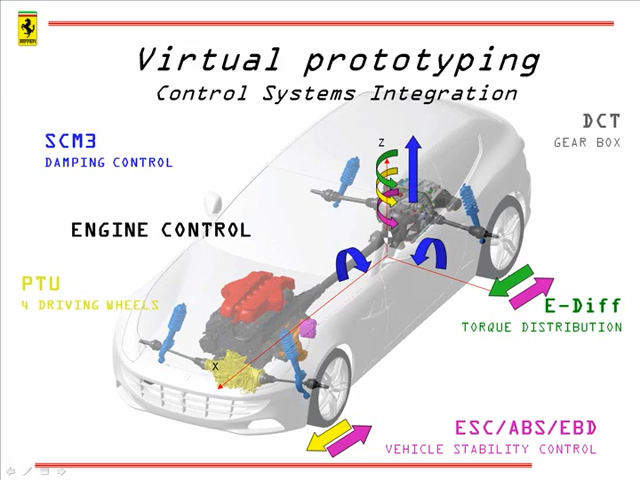 Ferrari
Virtual prototyping
Control Systems Integration
DCT
GEAR BOX
SCM3
DAMPING CONTROL
Z
ENGINE CONTROL
PTU
4 DRIVING WHEELS
E-Diff
TORQUE DISTRIBUTION
X
ESC/ABS/EBD
VEHICLE STABILITY CONTROL